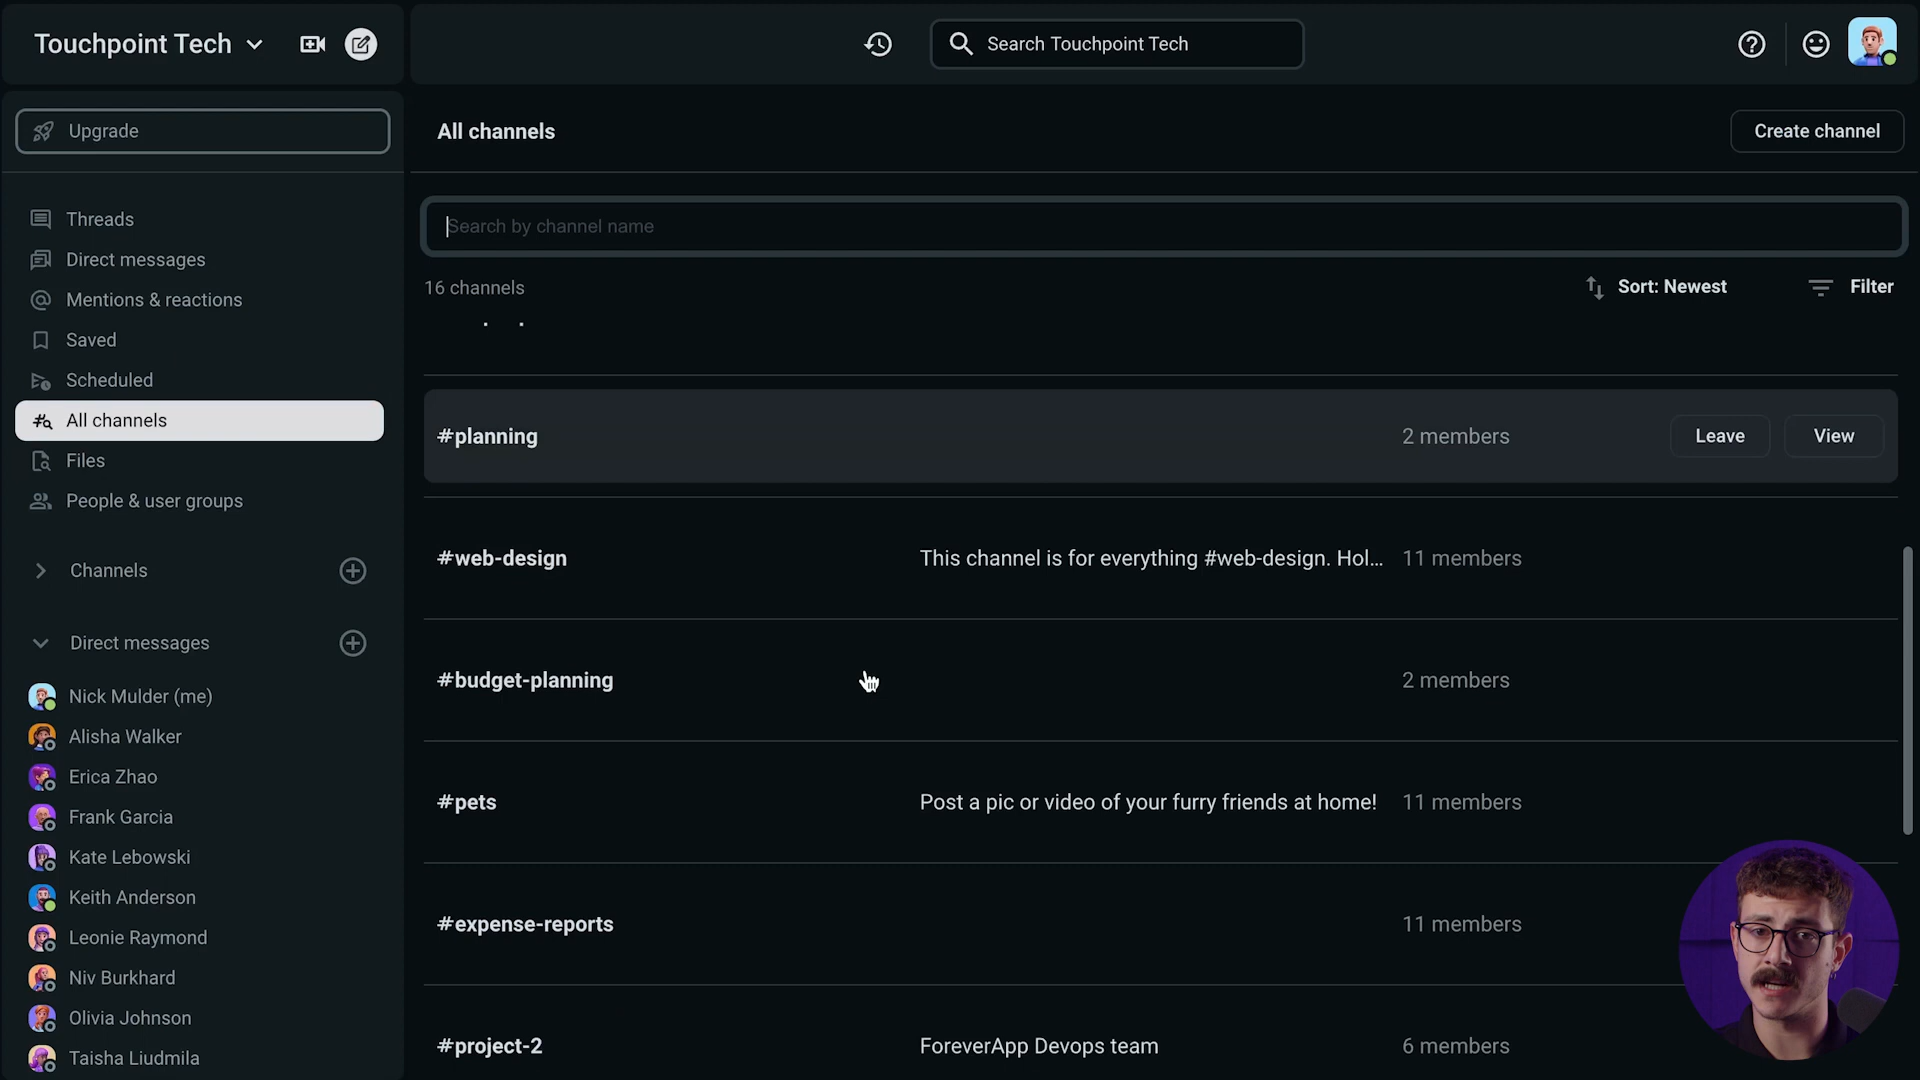 Touchpoint Tech
Search Touchpoint Tech
Upgrade
All channels
Create channel
Search by channel name
16 channels
Sort: Newest
Filter
Threads
Direct messages
Mentions & reactions
Saved
Scheduled
All channels
Files
People & user groups
Channels
Direct messages
Nick Mulder (me)
Alisha Walker
Erica Zhao
Frank Garcia
Kate Lebowski
Keith Anderson
Leonie Raymond
Niv Burkhard
Olivia Johnson
Taisha Liudmila
#planning 2 members Leave View
#web-design This channel is for everything #web-design. Hol... 11 members
#budget-planning 2 members
#pets Post a pic or video of your furry friends at home! 11 members
#expense-reports 11 members
#project-2 ForeverApp Devops team 6 members